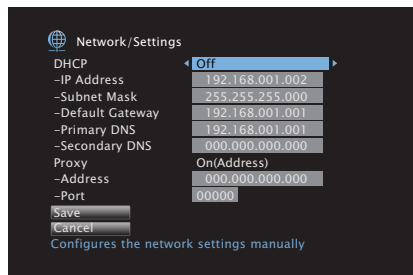 Network/Settings
DHCP Off
–IP Address 192.168.001.002
–Subnet Mask 255.255.255.000
–Default Gateway 192.168.001.001
–Primary DNS 192.168.001.001
–Secondary DNS 000.000.000.000
Proxy On(Address)
–Address 000.000.000.000
–Port 00000
Save
Cancel
Configures the network settings manually